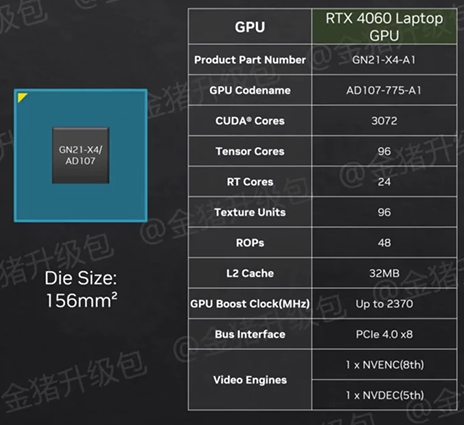 GPU
RTX 4060 Laptop
GPU
Product Part Number
GN21-X4-A1
GPU Codename
AD107-775-A1
CUDA® Cores
3072
Tensor Cores
96
RT Cores
24
Texture Units
96
ROPs
48
L2 Cache
32MB
GPU Boost Clock(MHz)
Up to 2370
Bus Interface
PCIe 4.0 x8
Video Engines
1 x NVENC(8th)
1 x NVDEC(5th)
GN21-X4/
AD107
Die Size:
156mm²
@金猪升级包